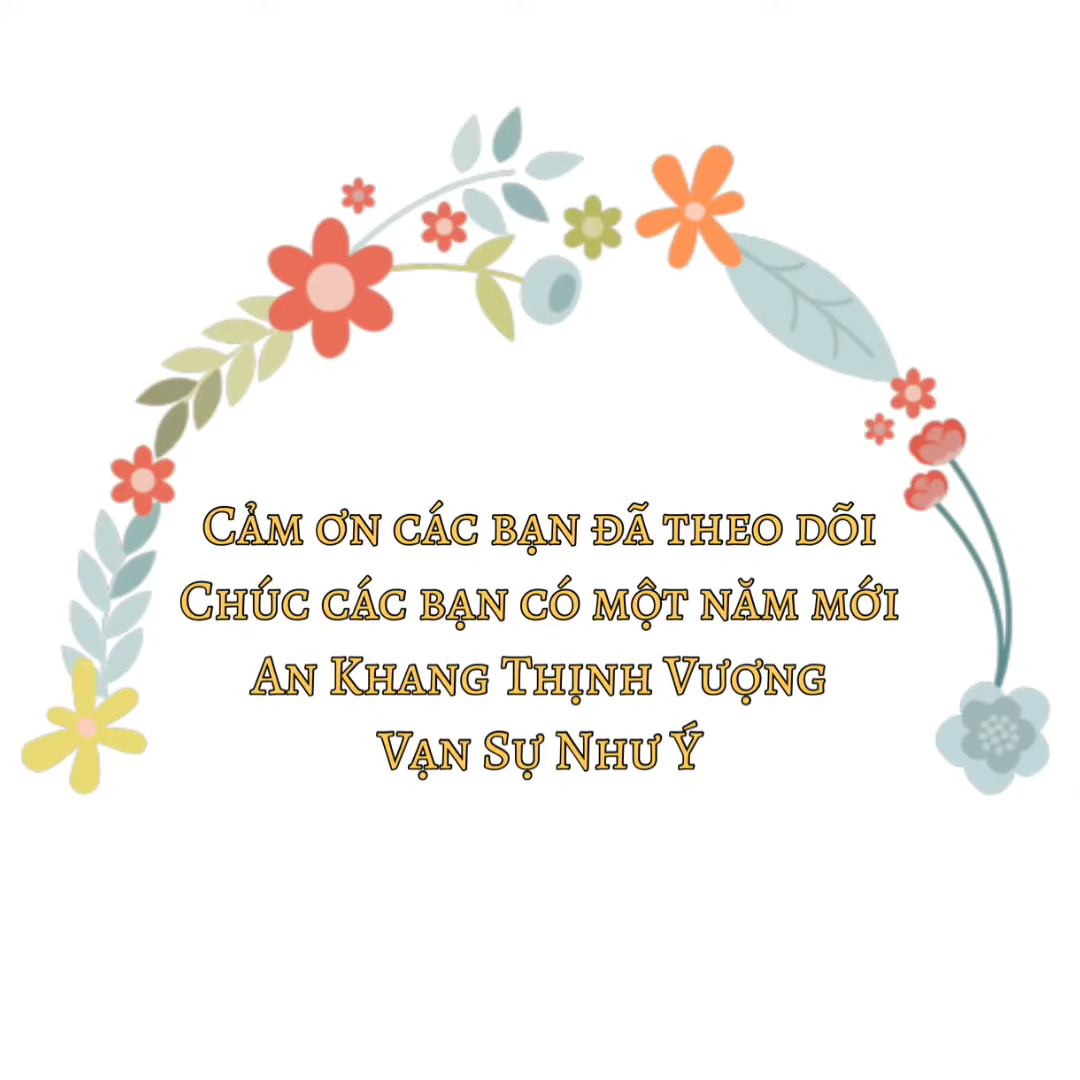 Cảm ơn các bạn đã theo dõi
Chúc các bạn có một năm mới
An Khang Thịnh Vượng
Vạn Sự Như Ý